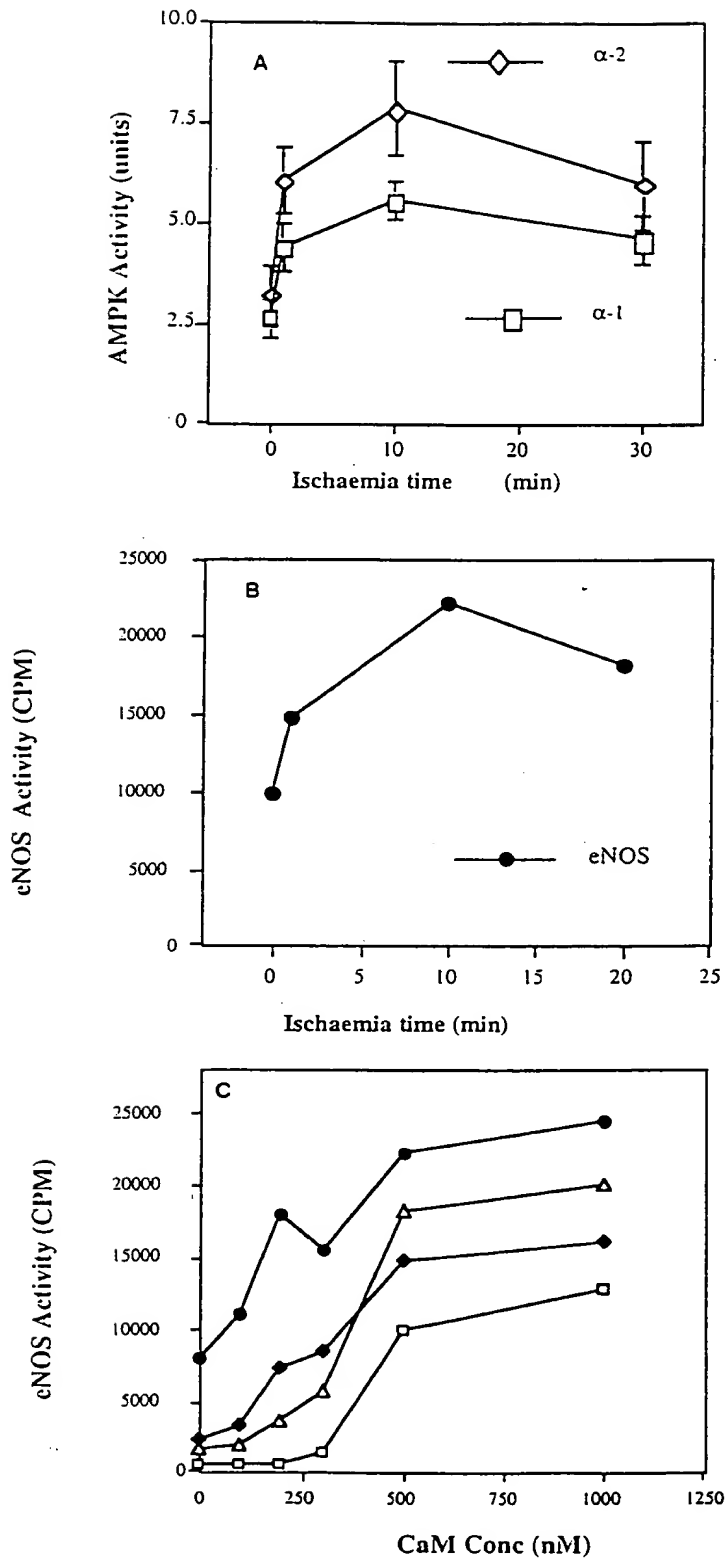 10.0
A
α-2
7.5
5.0
α-1
2.5
0
AMPK Activity (units)
0 10 20 30
Ischaemia time (min)
25000
B
20000
15000
10000
eNOS
5000
0
eNOS Activity (CPM)
0 5 10 15 20 25
Ischaemia time (min)
C
25000
20000
15000
10000
5000
0
eNOS Activity (CPM)
0 250 500 750 1000 1250
CaM Conc (nM)